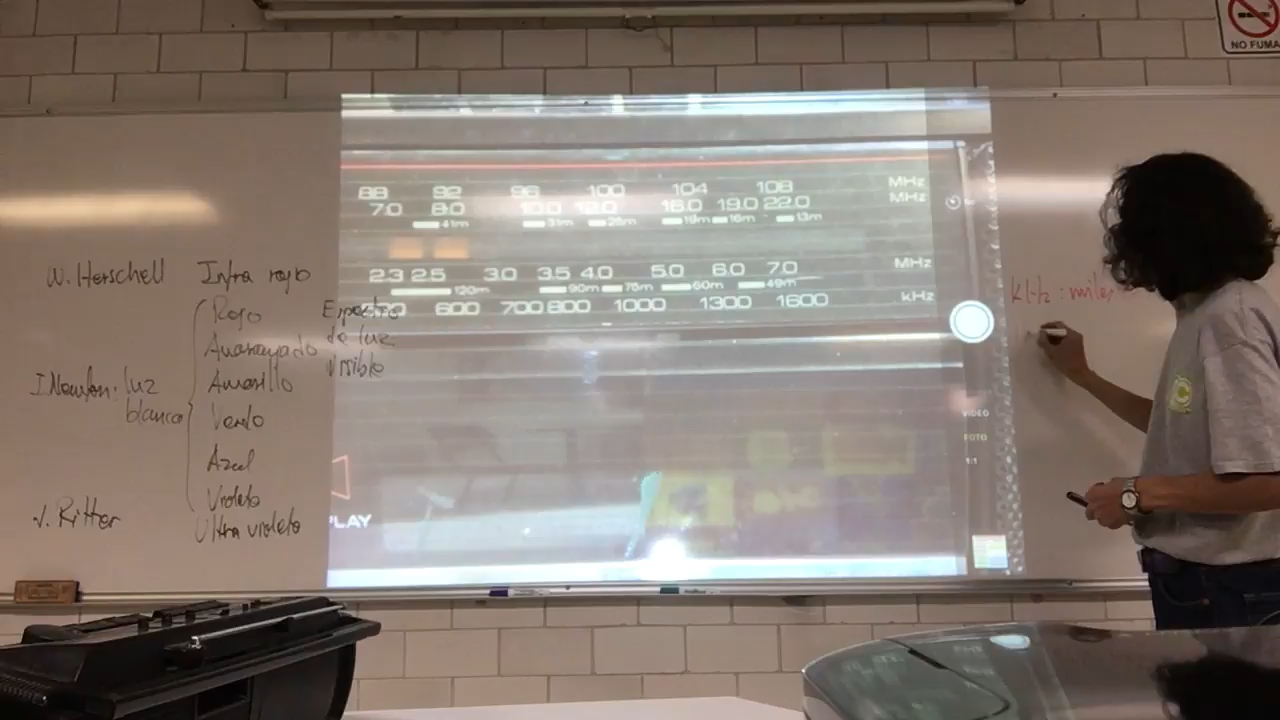 NO FUMA
88 92 96 100 104 108 MHz
7.0 8.0 10.0 12.0 16.0 19.0 22.0 MHz
41m 31m 25m 19m 16m 13m
2.3 2.5 3.0 3.5 4.0 5.0 6.0 7.0 MHz
120m 90m 75m 60m 49m
600 700 800 1000 1300 1600 kHz
W. Herschell Infra rojo
Rojo Espectro
Anaranjado de luz
Visible
I Newton: luz Amarillo
blanca Verde
Azul
Violeta
J. Ritter Ultra violeta
kHz : miles
PLAY
VIDEO
FOTO
1:1